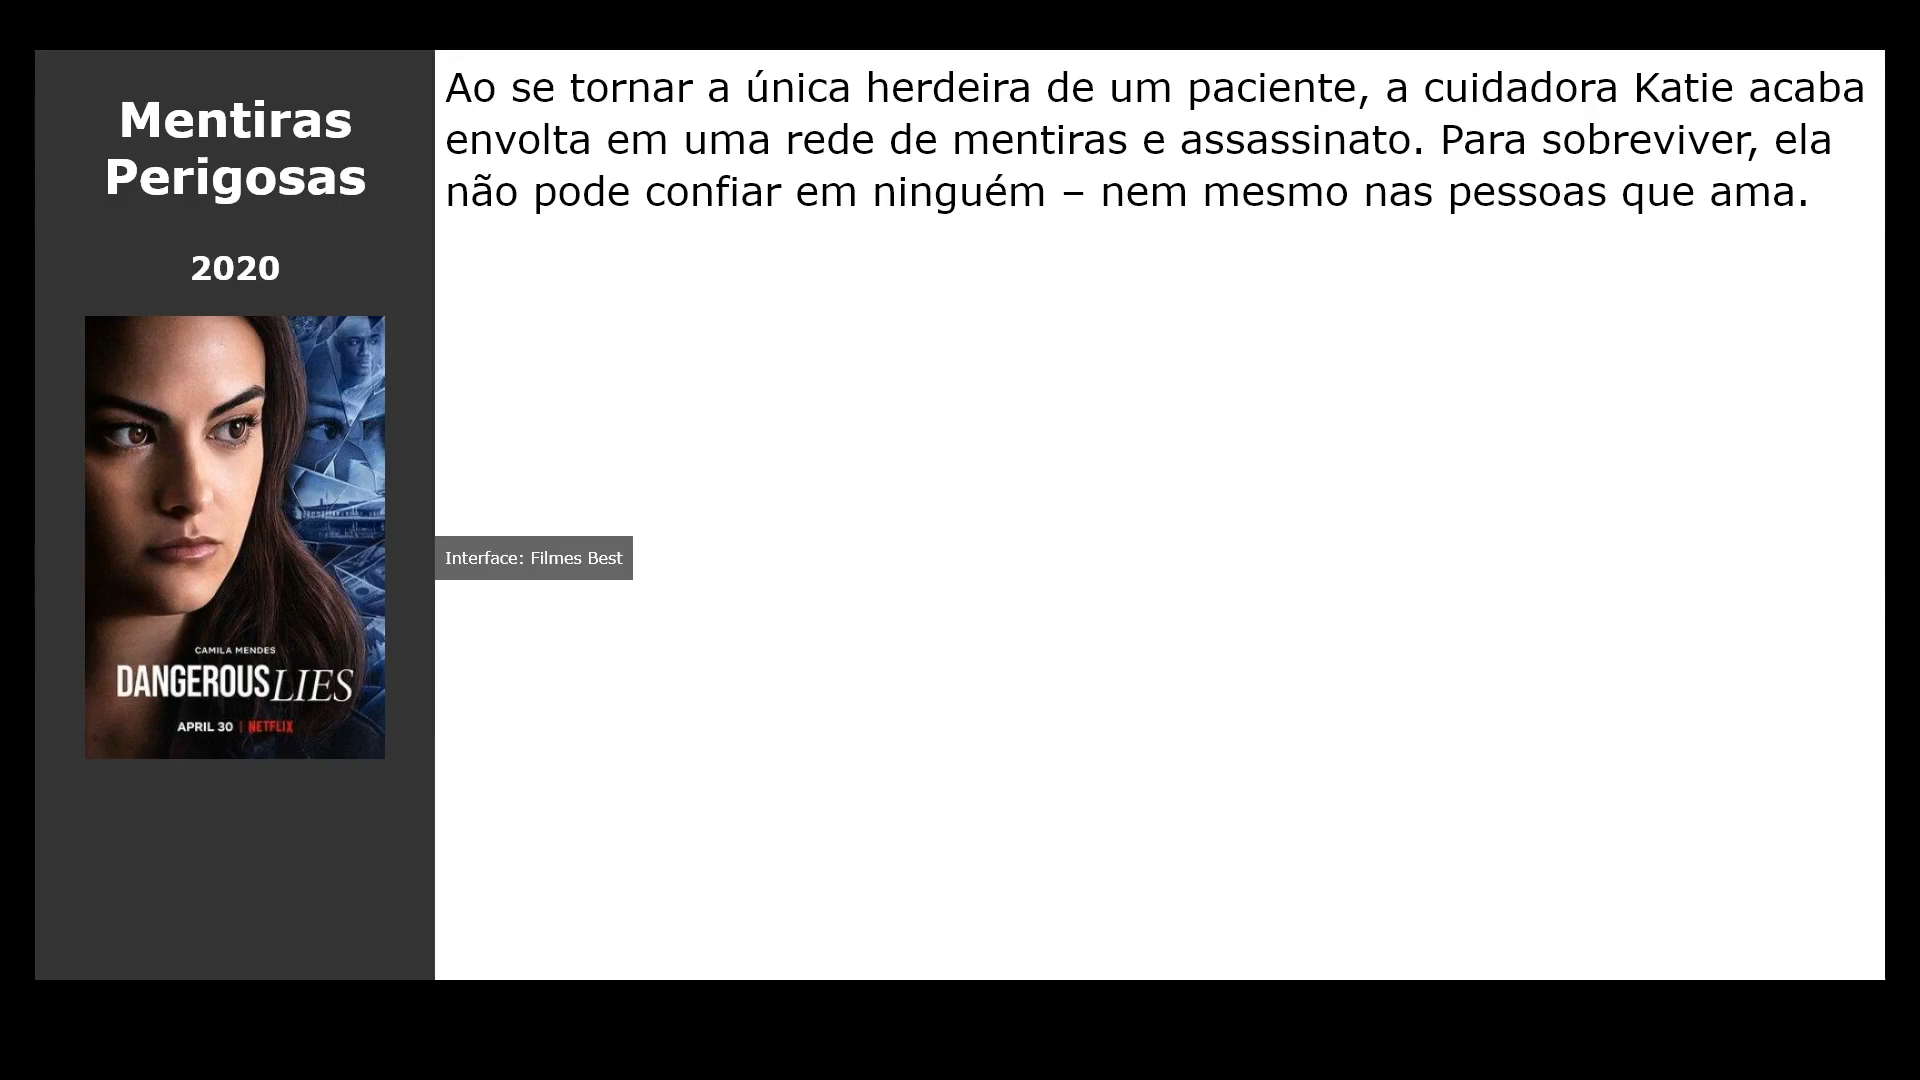 Mentiras
Perigosas
2020
CAMILA MENDES
DANGEROUS LIES
APRIL 30 | NETFLIX
Ao se tornar a única herdeira de um paciente, a cuidadora Katie acaba
envolta em uma rede de mentiras e assassinato. Para sobreviver, ela
não pode confiar em ninguém – nem mesmo nas pessoas que ama.
Interface: Filmes Best